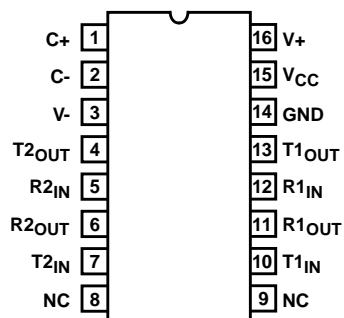 C+ 1 16 V+
C- 2 15 VCC
V- 3 14 GND
T2OUT 4 13 T1OUT
R2IN 5 12 R1IN
R2OUT 6 11 R1OUT
T2IN 7 10 T1IN
NC 8 9 NC